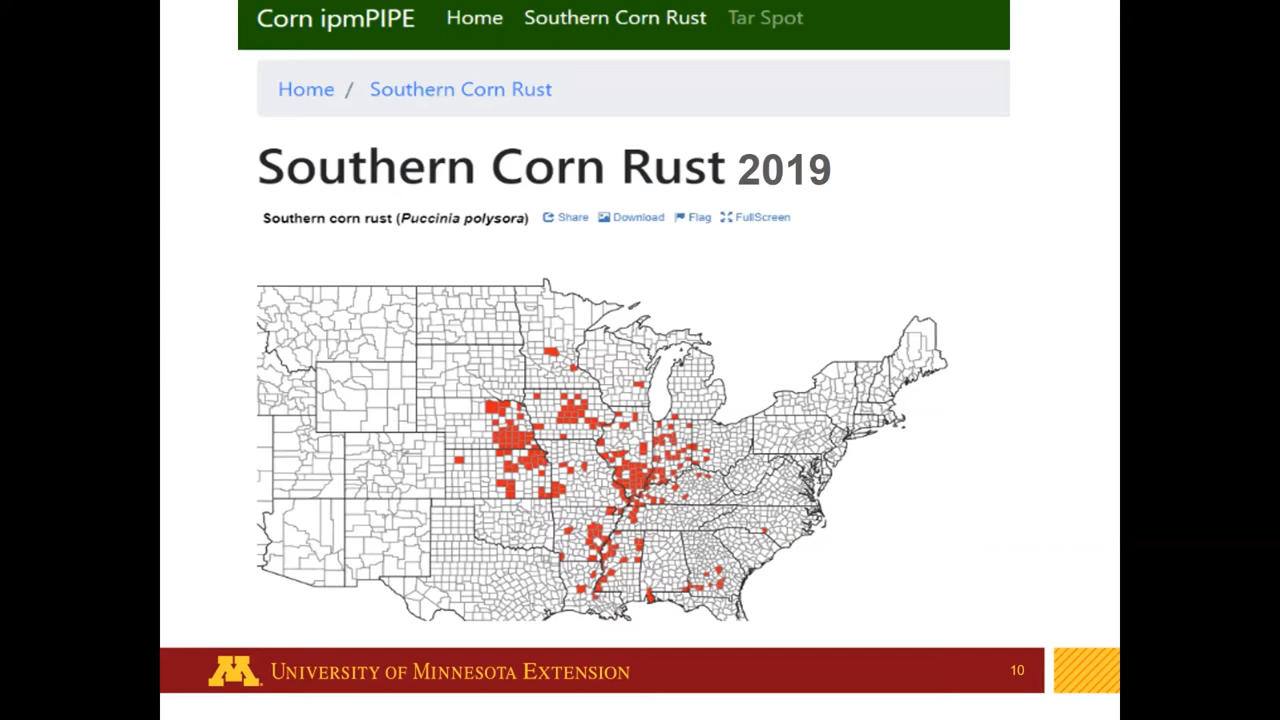 Corn ipmPIPE Home Southern Corn Rust Tar Spot
Home / Southern Corn Rust
Southern Corn Rust 2019
Southern corn rust (Puccinia polysora) Share Download Flag FullScreen
M UNIVERSITY OF MINNESOTA EXTENSION 10